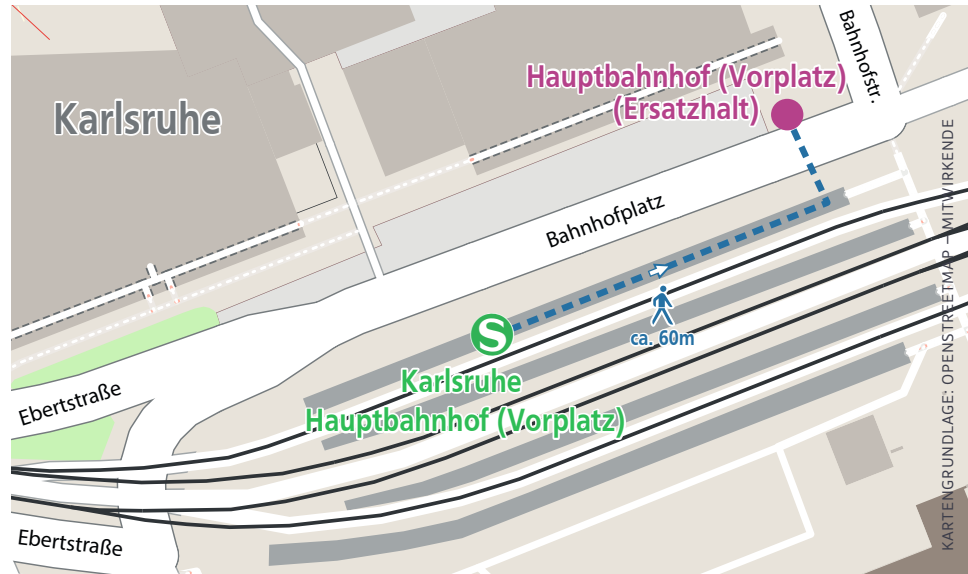 Bahnhofstr.
Hauptbahnhof (Vorplatz)
(Ersatzhalt)
Karlsruhe
Bahnhofplatz
S
ca. 60m
Karlsruhe
Hauptbahnhof (Vorplatz)
Ebertstraße
Ebertstraße
KARTENGRUNDLAGE: OPENSTREETMAP – MITWIRKENDE